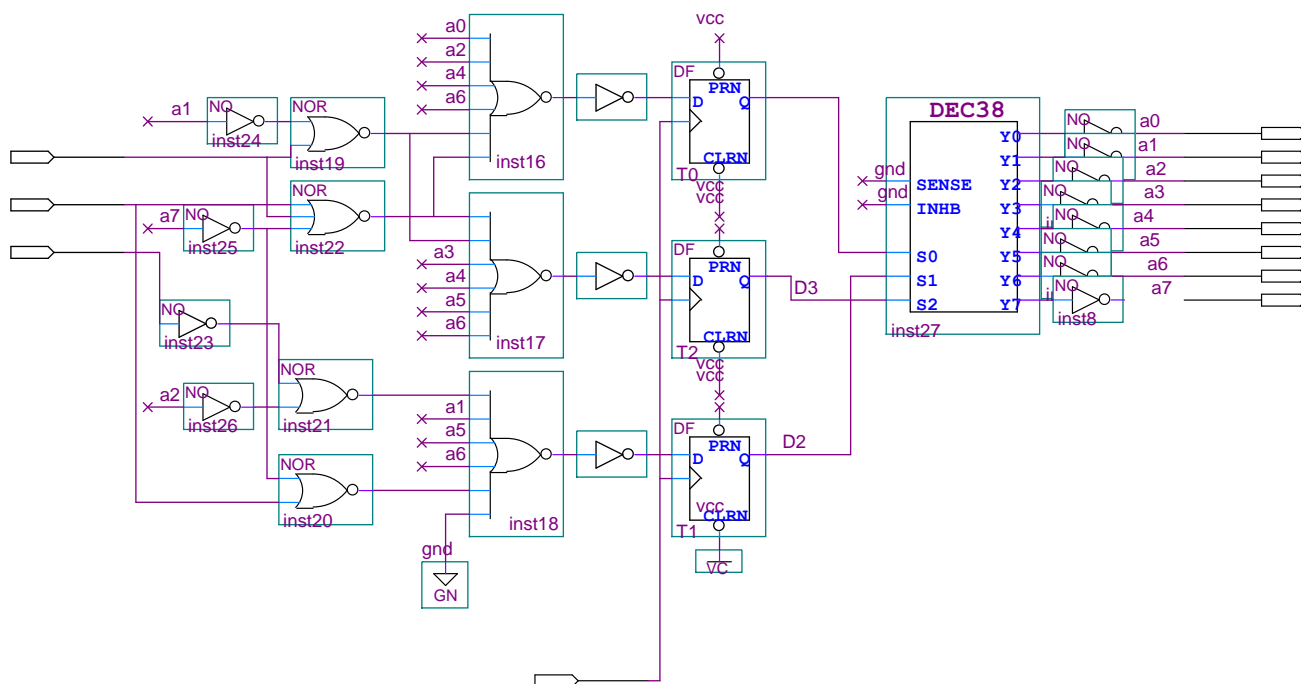 a0
a2
a4
a6
vcc
DF
PRN
D
Q
CLRN
T0
vcc
vcc
a1
NO
inst24
NOR
inst19
inst16
a7
NO
inst25
NOR
inst22
a3
a4
a5
a6
inst17
DF
PRN
D
Q
CLRN
T2
vcc
vcc
D3
NO
inst23
a2
NO
inst26
NOR
inst21
NOR
inst20
a1
a5
a6
inst18
gnd
GN
DF
PRN
D
Q
vcc
CLRN
T1
VC
D2
DEC38
gnd
SENSE
gnd
INHB
S0
S1
S2
Y0
Y1
Y2
Y3
Y4
Y5
Y6
Y7
inst27
NO
a0
NO
a1
NO
a2
NO
a3
NO
a4
NO
a5
NO
a6
NO
a7
inst8